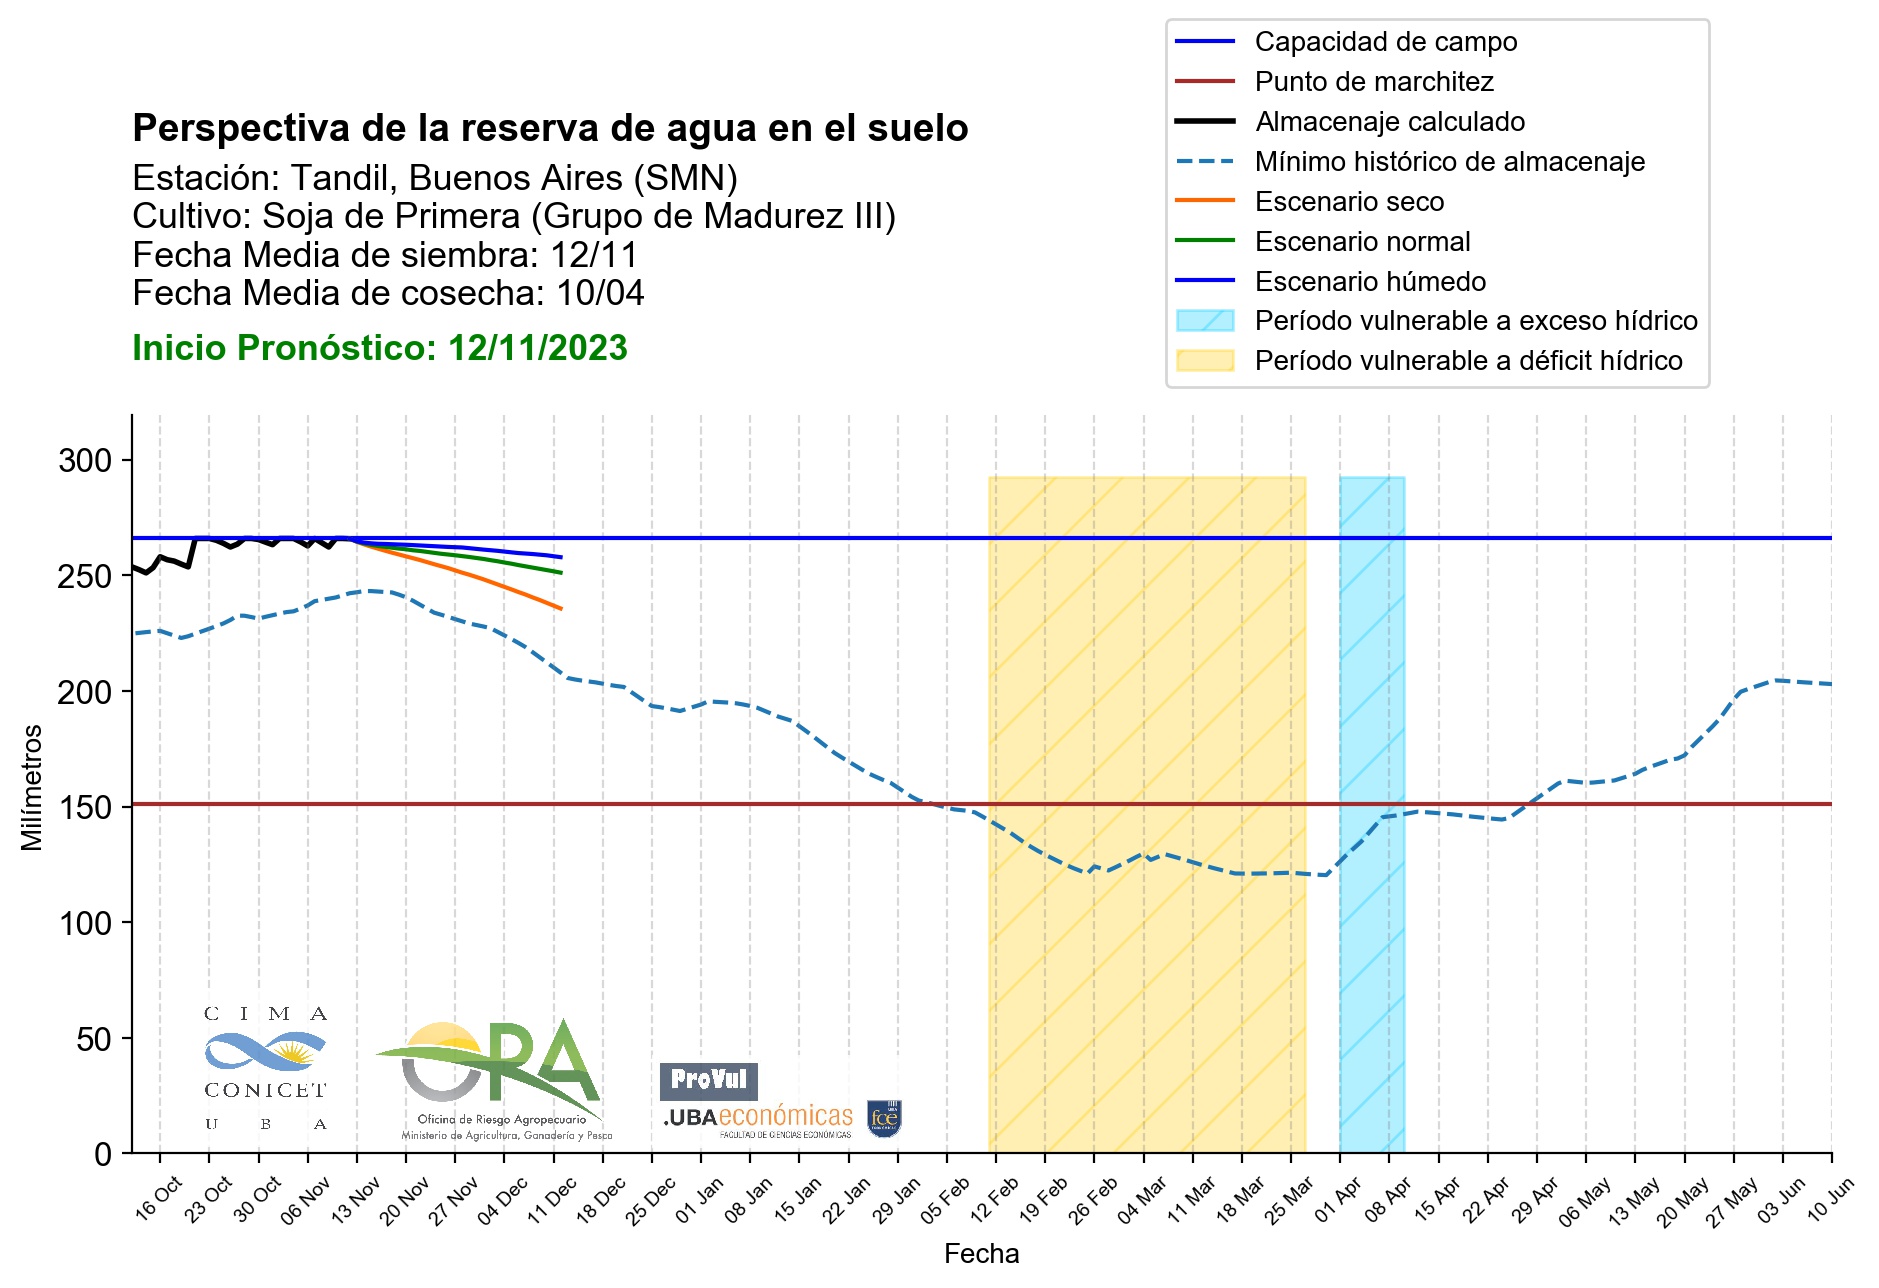 Capacidad de campo
Punto de marchitez
Almacenaje calculado
Mínimo histórico de almacenaje
Escenario seco
Escenario normal
Escenario húmedo
Período vulnerable a exceso hídrico
Período vulnerable a déficit hídrico
Perspectiva de la reserva de agua en el suelo
Estación: Tandil, Buenos Aires (SMN)
Cultivo: Soja de Primera (Grupo de Madurez III)
Fecha Media de siembra: 12/11
Fecha Media de cosecha: 10/04
Inicio Pronóstico: 12/11/2023
Milímetros
300
250
200
150
100
50
0
C I M A
CONICET
U B A
ORA
Oficina de Riesgo Agropecuario
Ministerio de Agricultura, Ganadería y Pesca
ProVul
.UBAeconómicas
FACULTAD DE CIENCIAS ECONÓMICAS
UBA
fce
ECONÓMICAS
16 Oct
23 Oct
30 Oct
06 Nov
13 Nov
20 Nov
27 Nov
04 Dec
11 Dec
18 Dec
25 Dec
01 Jan
08 Jan
15 Jan
22 Jan
29 Jan
05 Feb
12 Feb
19 Feb
26 Feb
04 Mar
11 Mar
18 Mar
25 Mar
01 Apr
08 Apr
15 Apr
22 Apr
29 Apr
06 May
13 May
20 May
27 May
03 Jun
10 Jun
Fecha